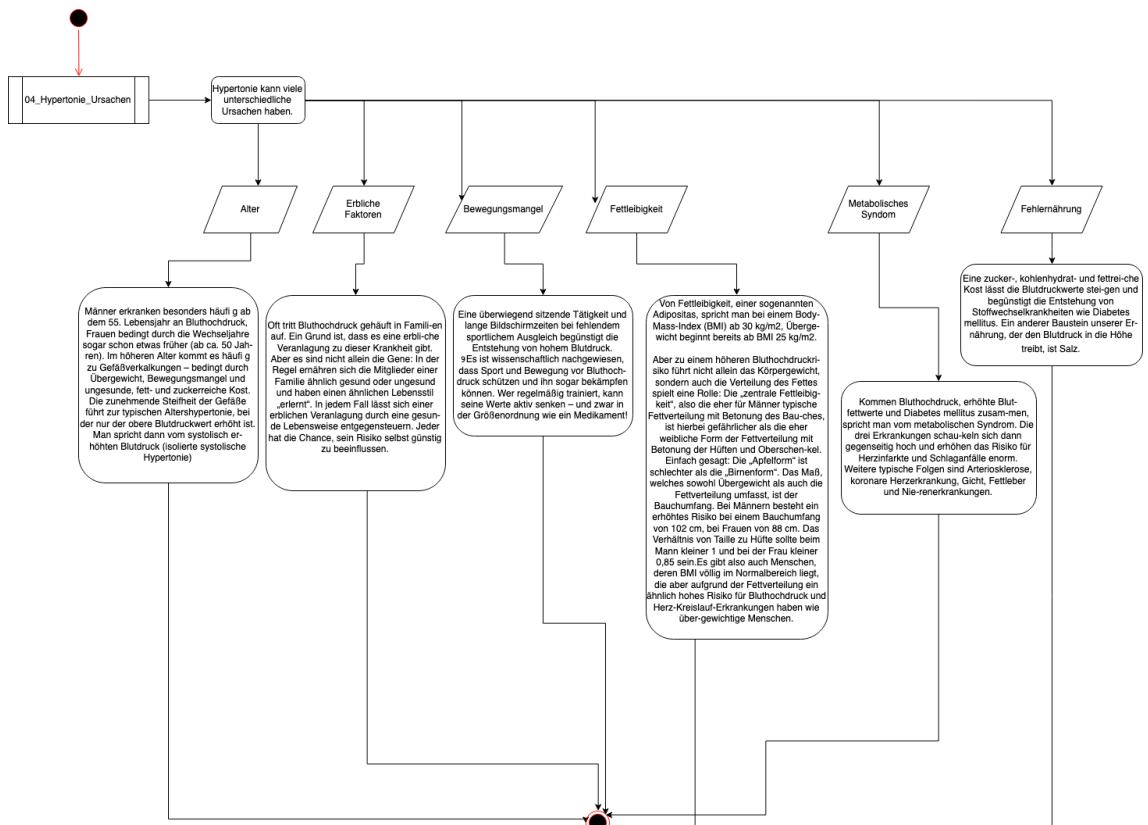 04_Hypertonie_Ursachen
Hypertonie kann viele
unterschiedliche
Ursachen haben.
Alter
Erbliche
Faktoren
Bewegungsmangel
Fettleibigkeit
Metabolisches
Syndom
Fehlernährung
Männer erkranken besonders häufi g ab
dem 55. Lebensjahr an Bluthochdruck,
Frauen bedingt durch die Wechseljahre
sogar schon etwas früher (ab ca. 50 Jah-
ren). Im höheren Alter kommt es häufi g
zu Gefäßverkalkungen – bedingt durch
Übergewicht, Bewegungsmangel und
ungesunde, fett- und zuckerreiche Kost.
Die zunehmende Steifheit der Gefäße
führt zur typischen Altershypertonie, bei
der nur der obere Blutdruckwert erhöht ist.
Man spricht dann vom systolisch er-
höhten Blutdruck (isolierte systolische
Hypertonie)
Oft tritt Bluthochdruck gehäuft in Famili-en
auf. Ein Grund ist, dass es eine erbli-che
Veranlagung zu dieser Krankheit gibt.
Aber es sind nicht allein die Gene: In der
Regel ernähren sich die Mitglieder einer
Familie ähnlich gesund oder ungesund
und haben einen ähnlichen Lebensstil
„erlernt“. In jedem Fall lässt sich einer
erblichen Veranlagung durch eine gesun-
de Lebensweise entgegensteuern. Jeder
hat die Chance, sein Risiko selbst günstig
zu beeinflussen.
Eine überwiegend sitzende Tätigkeit und
lange Bildschirmzeiten bei fehlendem
sportlichem Ausgleich begünstigt die
Entstehung von hohem Blutdruck.
9Es ist wissenschaftlich nachgewiesen,
dass Sport und Bewegung vor Bluthoch-
druck schützen und ihn sogar bekämpfen
können. Wer regelmäßig trainiert, kann
seine Werte aktiv senken – und zwar in
der Größenordnung wie ein Medikament!
Von Fettleibigkeit, einer sogenannten
Adipositas, spricht man bei einem Body-
Mass-Index (BMI) ab 30 kg/m2, Überge-
wicht beginnt bereits ab BMI 25 kg/m2.
Aber zu einem höheren Bluthochdruckri-
siko führt nicht allein das Körpergewicht,
sondern auch die Verteilung des Fettes
spielt eine Rolle: Die „zentrale Fettleibig-
keit“, also die eher für Männer typische
Fettverteilung mit Betonung des Bau-ches,
ist hierbei gefährlicher als die eher
weibliche Form der Fettverteilung mit
Betonung der Hüften und Oberschen-kel.
Einfach gesagt: Die „Apfelform“ ist
schlechter als die „Birnenform“. Das Maß,
welches sowohl Übergewicht als auch die
Fettverteilung umfasst, ist der
Bauchumfang. Bei Männern besteht ein
erhöhtes Risiko bei einem Bauchumfang
von 102 cm, bei Frauen von 88 cm. Das
Verhältnis von Taille zu Hüfte sollte beim
Mann kleiner 1 und bei der Frau kleiner
0,85 sein.Es gibt also auch Menschen,
deren BMI völlig im Normalbereich liegt,
die aber aufgrund der Fettverteilung ein
ähnlich hohes Risiko für Bluthochdruck und
Herz-Kreislauf-Erkrankungen haben wie
über-gewichtige Menschen.
Kommen Bluthochdruck, erhöhte Blut-
fettwerte und Diabetes mellitus zusam-men,
spricht man vom metabolischen Syndrom. Die
drei Erkrankungen schau-keln sich dann
gegenseitig hoch und erhöhen das Risiko für
Herzinfarkte und Schlaganfälle enorm.
Weitere typische Folgen sind Arteriosklerose,
koronare Herzerkrankung, Gicht, Fettleber
und Nie-renerkrankungen.
Eine zucker-, kohlenhydrat- und fettrei-che
Kost lässt die Blutdruckwerte stei-gen und
begünstigt die Entstehung von
Stoffwechselkrankheiten wie Diabetes
mellitus. Ein anderer Baustein unserer Er-
nährung, der den Blutdruck in die Höhe
treibt, ist Salz.